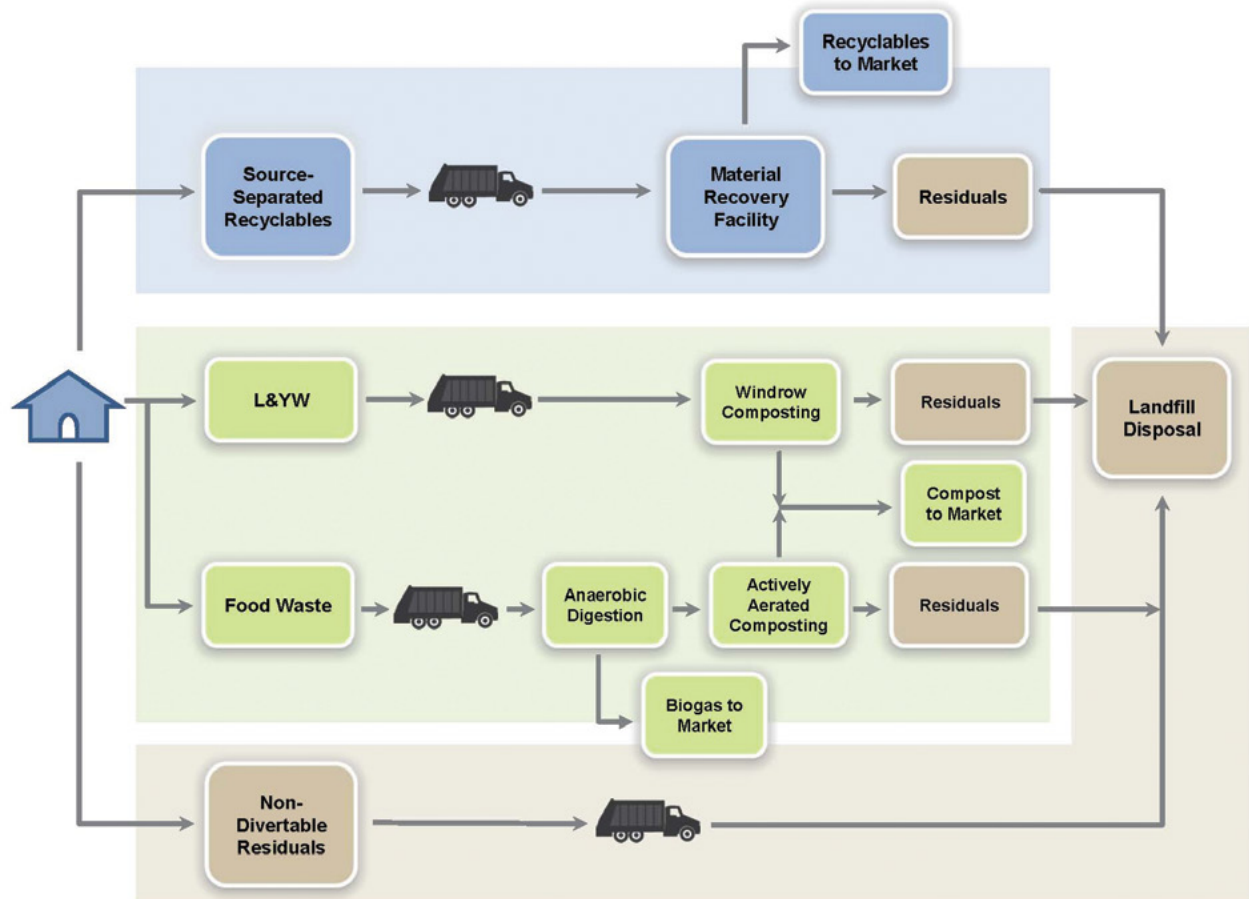 Recyclables
to Market
Source-
Separated
Recyclables
Material
Recovery
Facility
Residuals
L&YW
Windrow
Composting
Residuals
Landfill
Disposal
Compost
to Market
Food Waste
Anaerobic
Digestion
Actively
Aerated
Composting
Residuals
Biogas to
Market
Non-
Divertable
Residuals